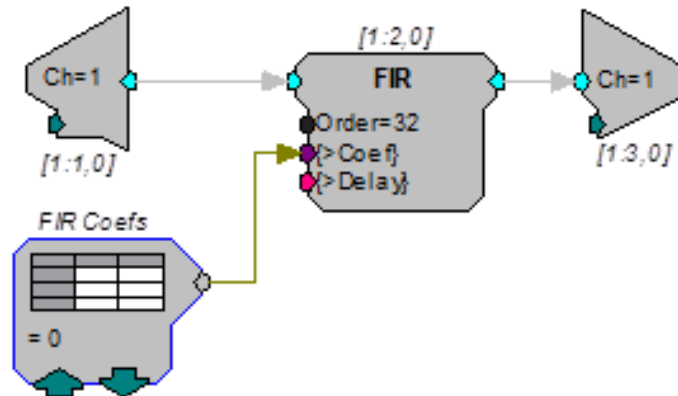 [1:2,0]
Ch=1
FIR
Ch=1
Order=32
{>Coef}
{>Delay}
[1:1,0]
[1:3,0]
FIR Coefs
= 0